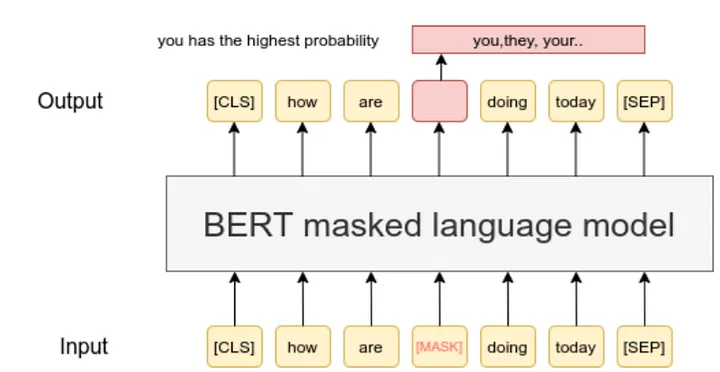 you has the highest probability you,they, your..
Output [CLS] how are doing today [SEP]
BERT masked language model
Input [CLS] how are [MASK] doing today [SEP]